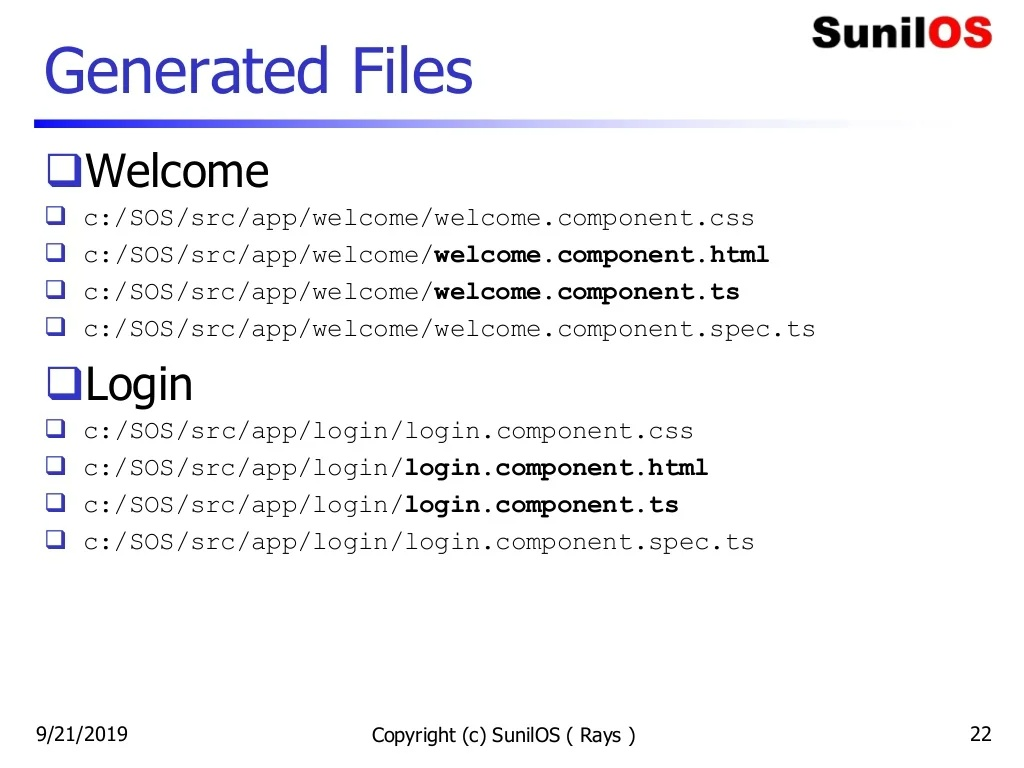 SunilOS
Generated Files
Welcome
c:/SOS/src/app/welcome/welcome.component.css
c:/SOS/src/app/welcome/welcome.component.html
c:/SOS/src/app/welcome/welcome.component.ts
c:/SOS/src/app/welcome/welcome.component.spec.ts
Login
c:/SOS/src/app/login/login.component.css
c:/SOS/src/app/login/login.component.html
c:/SOS/src/app/login/login.component.ts
c:/SOS/src/app/login/login.component.spec.ts
9/21/2019
Copyright (c) SunilOS ( Rays )
22